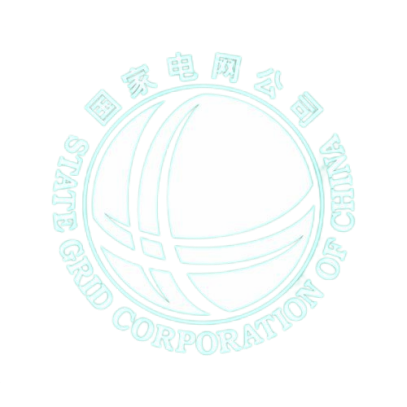 国家电网公司
STATE GRID CORPORATION OF CHINA